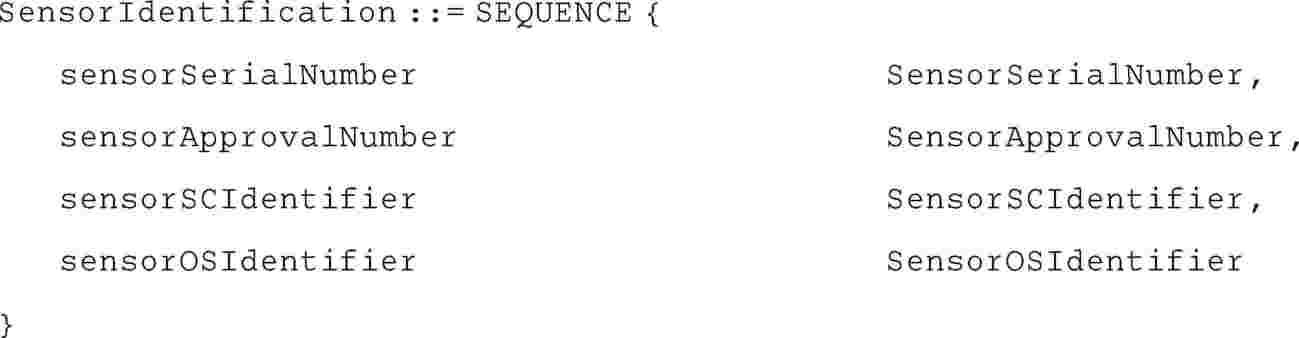 SensorIdentification ::= SEQUENCE {
sensorSerialNumber SensorSerialNumber,
sensorApprovalNumber SensorApprovalNumber,
sensorSCIdentifier SensorSCIdentifier,
sensorOSIdentifier SensorOSIdentifier
}